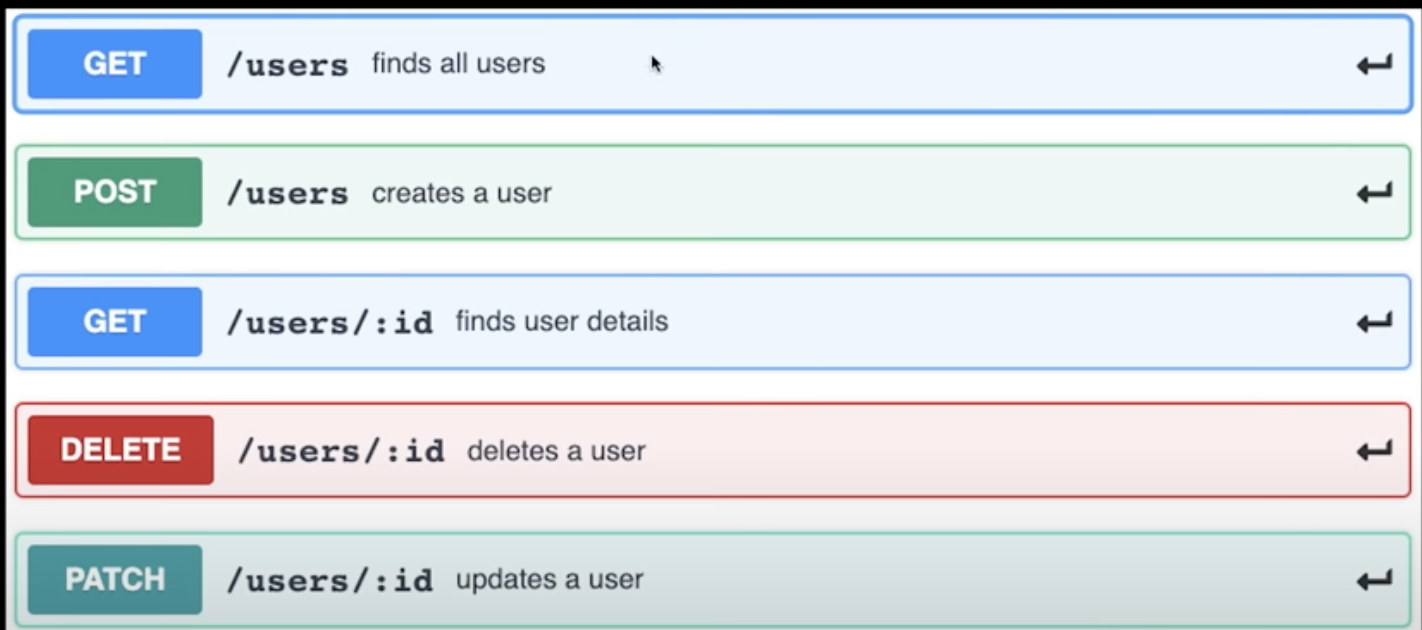 GET /users finds all users
POST /users creates a user
GET /users/:id finds user details
DELETE /users/:id deletes a user
PATCH /users/:id updates a user